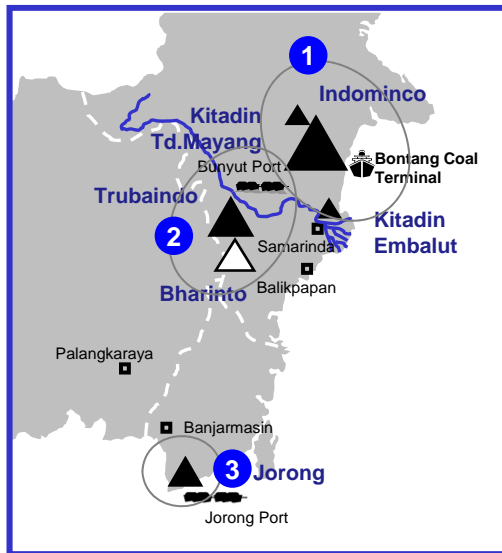 1
Indominco
Kitadin
Td.Mayang
Bunyut Port
Bontang Coal
Terminal
Trubaindo
Kitadin
Embalut
2
Samarinda
Bharinto
Balikpapan
Palangkaraya
Banjarmasin
3
Jorong
Jorong Port